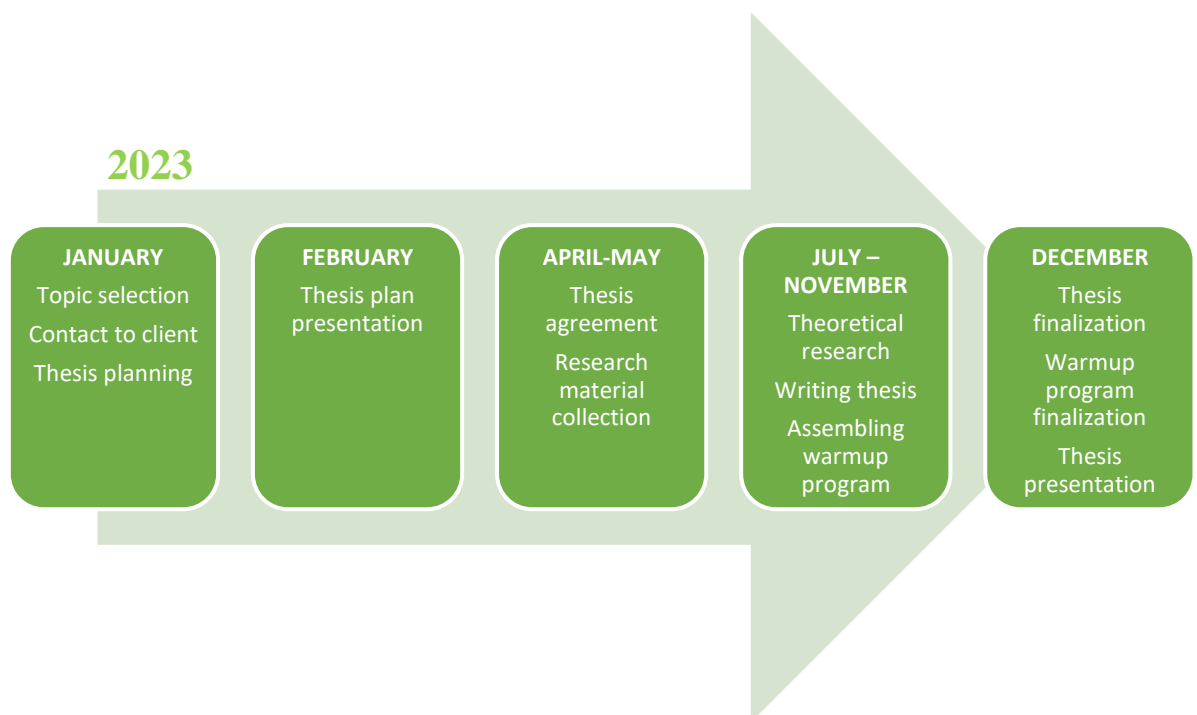 2023
JANUARY
Topic selection
Contact to client
Thesis planning
FEBRUARY
Thesis plan
presentation
APRIL-MAY
Thesis
agreement
Research
material
collection
JULY –
NOVEMBER
Theoretical
research
Writing thesis
Assembling
warmup
program
DECEMBER
Thesis
finalization
Warmup
program
finalization
Thesis
presentation